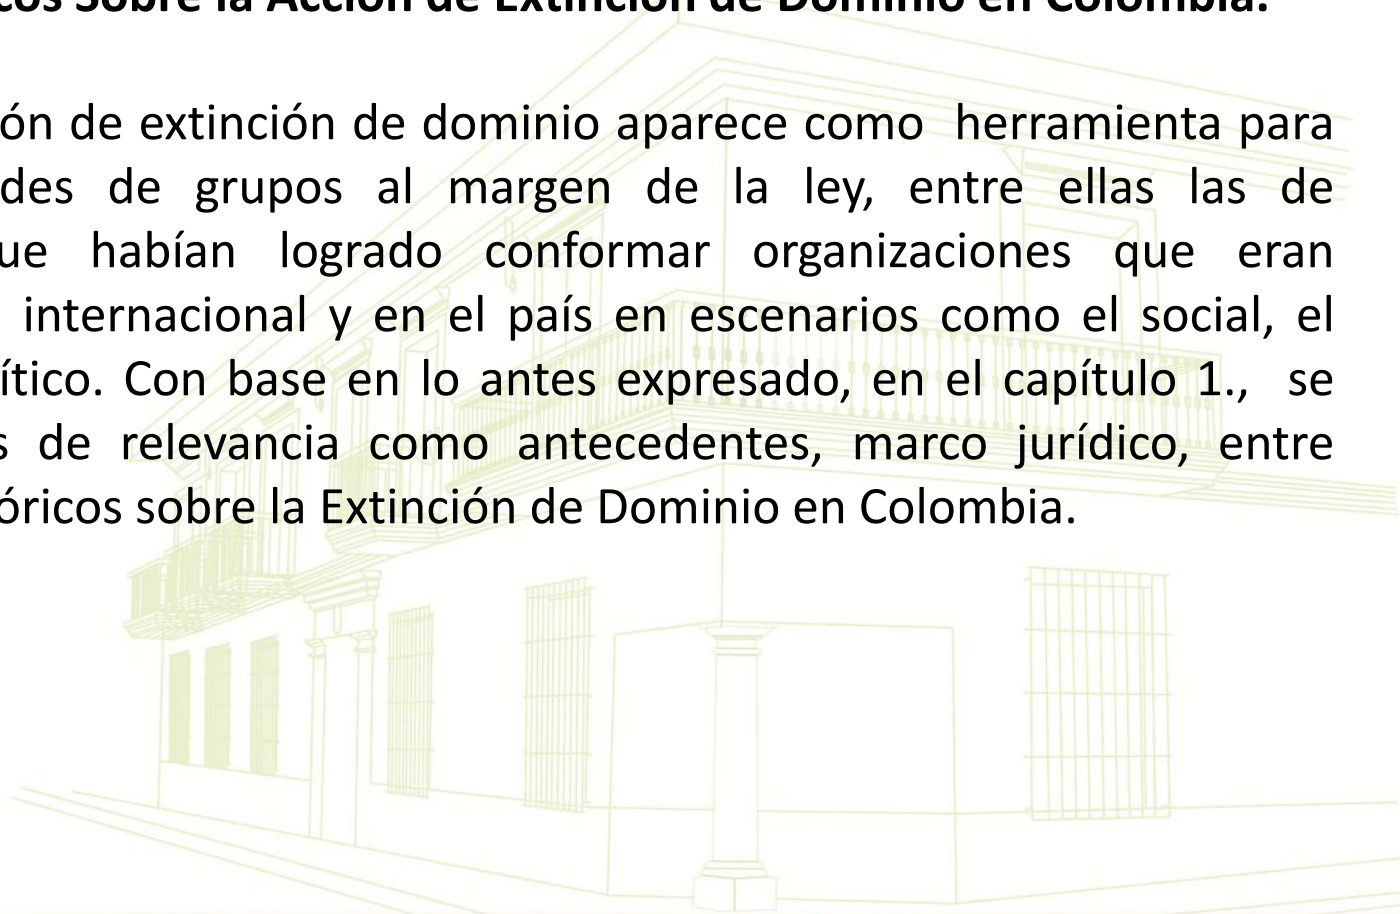 cos Sobre la Acción de Extinción de Dominio en Colombia.
ón de extinción de dominio aparece como herramienta para
des de grupos al margen de la ley, entre ellas las de
ue habían logrado conformar organizaciones que eran
internacional y en el país en escenarios como el social, el
ítico. Con base en lo antes expresado, en el capítulo 1., se
s de relevancia como antecedentes, marco jurídico, entre
óricos sobre la Extinción de Dominio en Colombia.